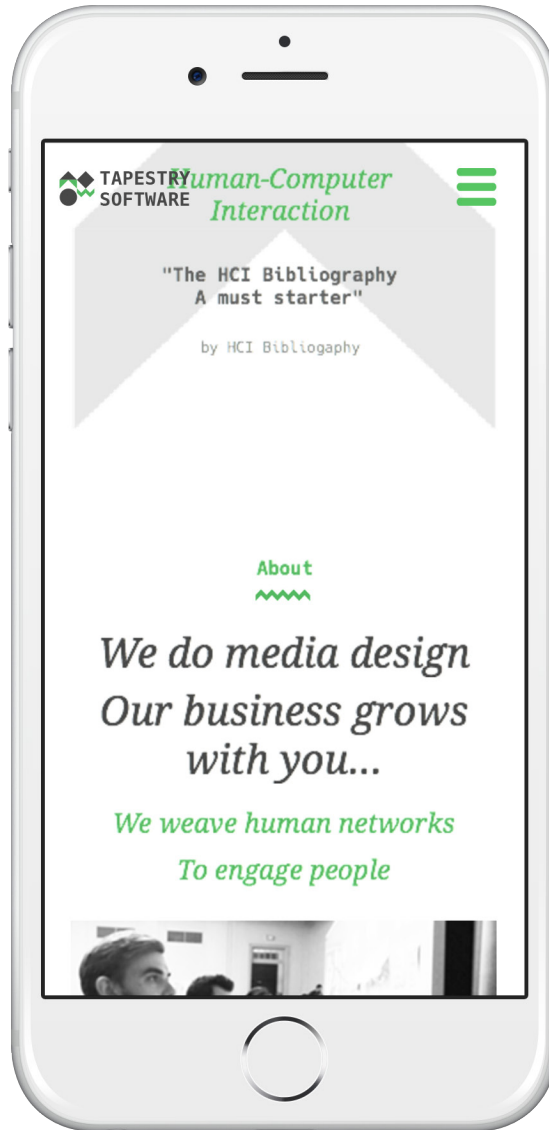 TAPESTRY
SOFTWARE
Human-Computer
Interaction
"The HCI Bibliography
A must starter"
by HCI Bibliogaphy
About
We do media design
Our business grows
with you...
We weave human networks
To engage people